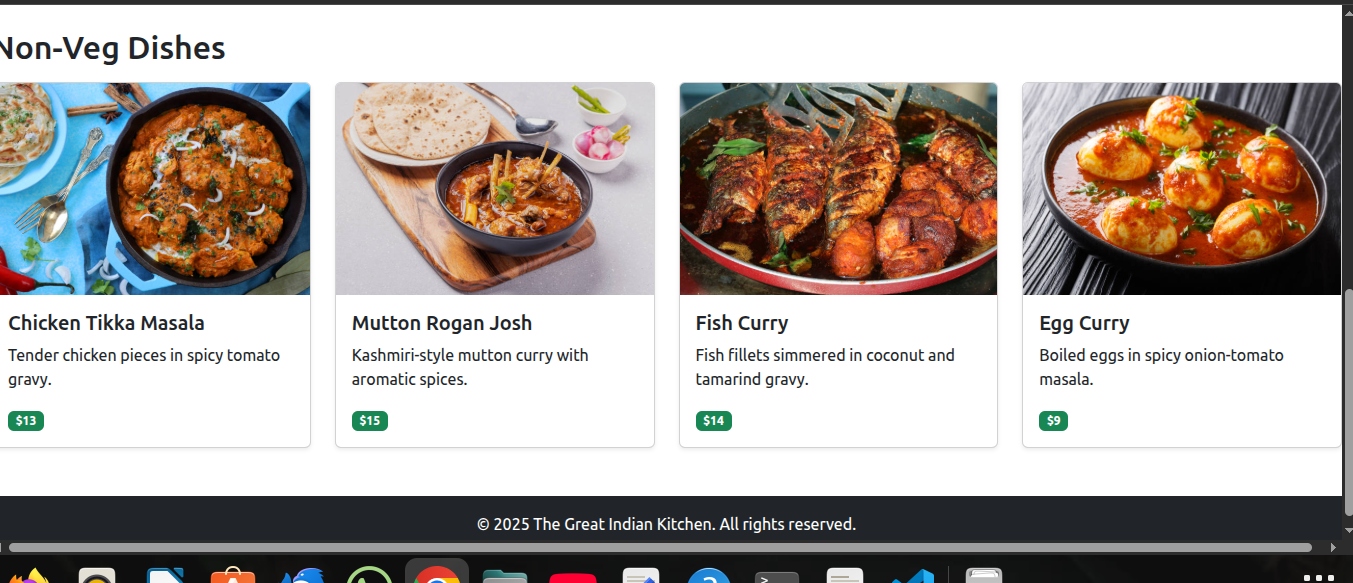 Non-Veg Dishes
Chicken Tikka Masala
Tender chicken pieces in spicy tomato
gravy.
$13
Mutton Rogan Josh
Kashmiri-style mutton curry with
aromatic spices.
$15
Fish Curry
Fish fillets simmered in coconut and
tamarind gravy.
$14
Egg Curry
Boiled eggs in spicy onion-tomato
masala.
$9
© 2025 The Great Indian Kitchen. All rights reserved.